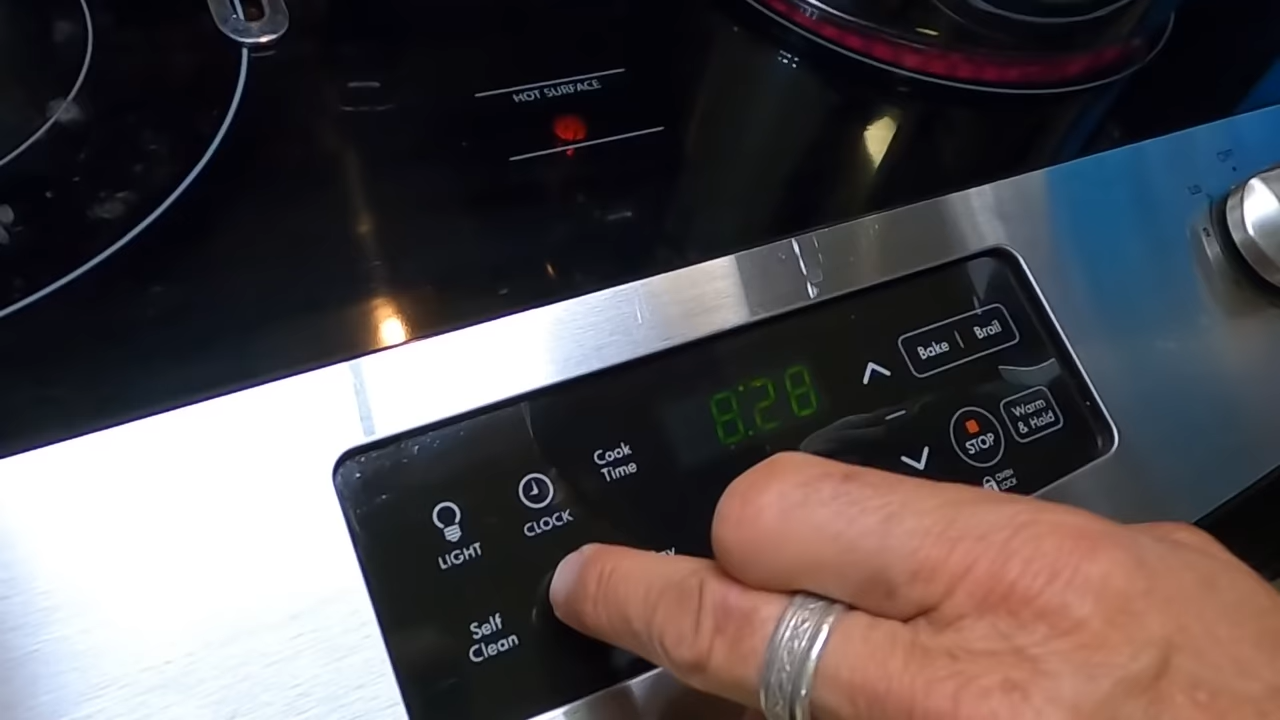 HOT SURFACE
8:28
Bake | Broil
Cook
Time
CLOCK
LIGHT
STOP
Warm
& Hold
OVEN
LOCK
Self
Clean